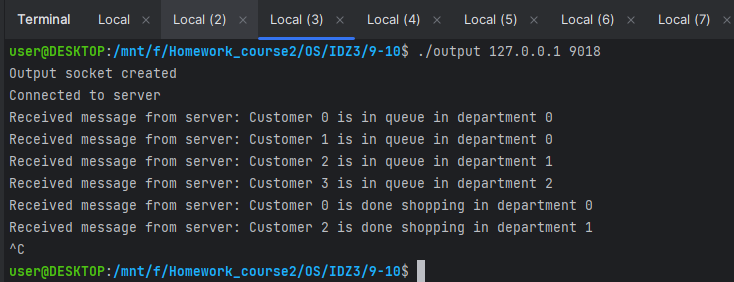 Terminal Local × Local (2) × Local (3) × Local (4) × Local (5) × Local (6) × Local (7) ×
user@DESKTOP:/mnt/f/Homework_course2/OS/IDZ3/9-10$ ./output 127.0.0.1 9018
Output socket created
Connected to server
Received message from server: Customer 0 is in queue in department 0
Received message from server: Customer 1 is in queue in department 0
Received message from server: Customer 2 is in queue in department 1
Received message from server: Customer 3 is in queue in department 2
Received message from server: Customer 0 is done shopping in department 0
Received message from server: Customer 2 is done shopping in department 1
^C
user@DESKTOP:/mnt/f/Homework_course2/OS/IDZ3/9-10$